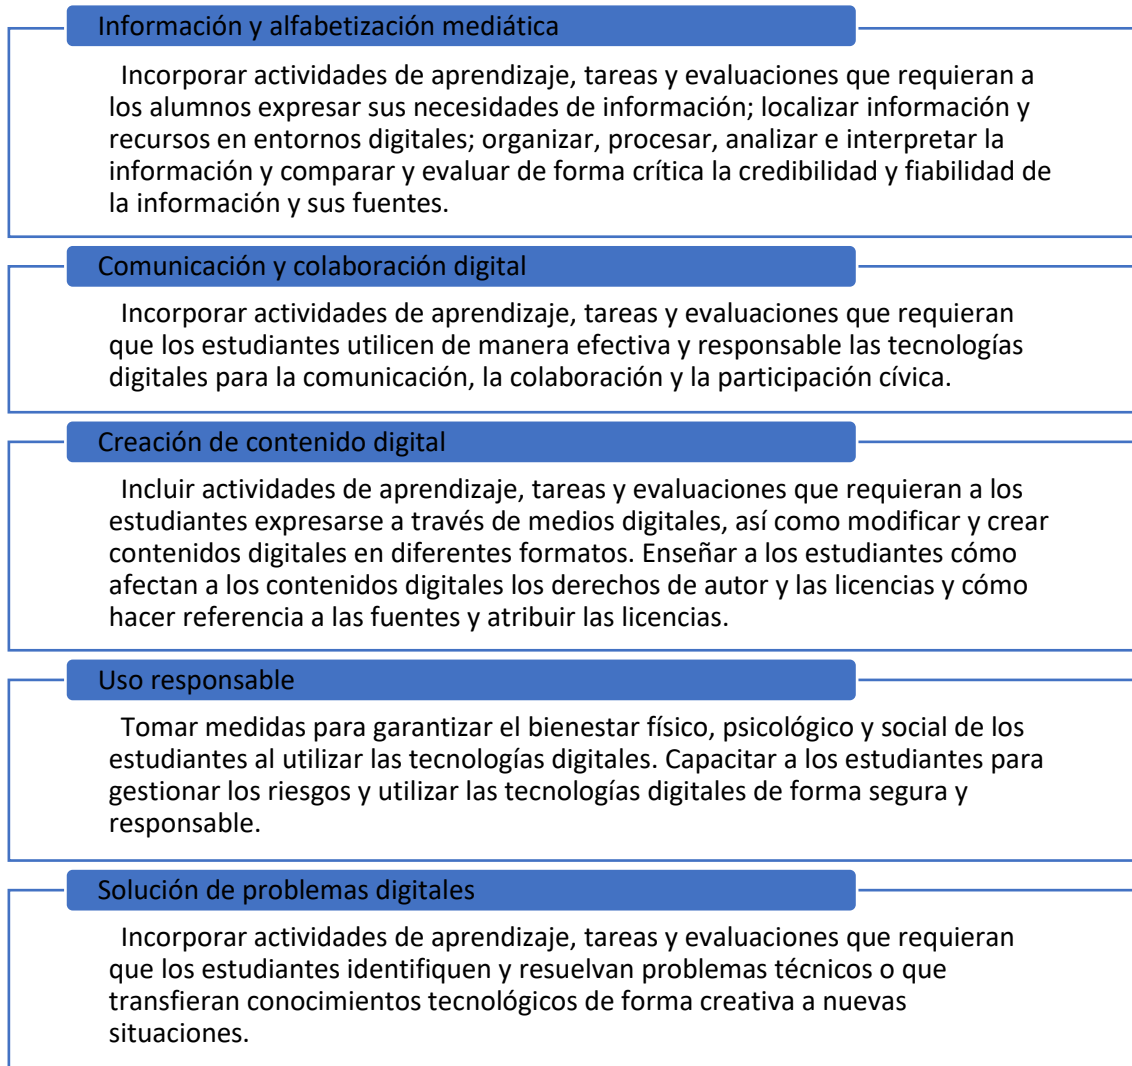 Información y alfabetización mediática
Incorporar actividades de aprendizaje, tareas y evaluaciones que requieran a
los alumnos expresar sus necesidades de información; localizar información y
recursos en entornos digitales; organizar, procesar, analizar e interpretar la
información y comparar y evaluar de forma crítica la credibilidad y fiabilidad de
la información y sus fuentes.
Comunicación y colaboración digital
Incorporar actividades de aprendizaje, tareas y evaluaciones que requieran
que los estudiantes utilicen de manera efectiva y responsable las tecnologías
digitales para la comunicación, la colaboración y la participación cívica.
Creación de contenido digital
Incluir actividades de aprendizaje, tareas y evaluaciones que requieran a los
estudiantes expresarse a través de medios digitales, así como modificar y crear
contenidos digitales en diferentes formatos. Enseñar a los estudiantes cómo
afectan a los contenidos digitales los derechos de autor y las licencias y cómo
hacer referencia a las fuentes y atribuir las licencias.
Uso responsable
Tomar medidas para garantizar el bienestar físico, psicológico y social de los
estudiantes al utilizar las tecnologías digitales. Capacitar a los estudiantes para
gestionar los riesgos y utilizar las tecnologías digitales de forma segura y
responsable.
Solución de problemas digitales
Incorporar actividades de aprendizaje, tareas y evaluaciones que requieran
que los estudiantes identifiquen y resuelvan problemas técnicos o que
transfieran conocimientos tecnológicos de forma creativa a nuevas
situaciones.